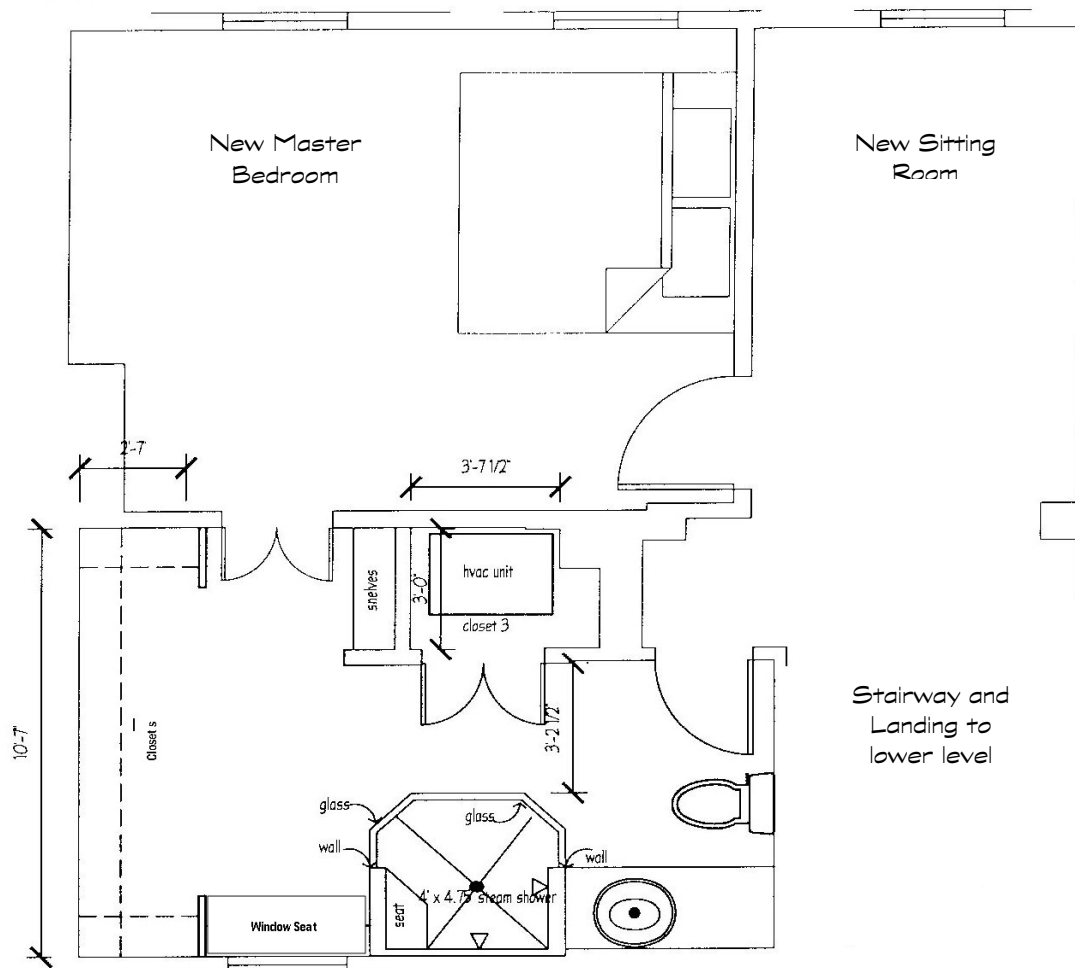 New Master
Bedroom
New Sitting
Room
2'-7"
3'-7 1/2"
hvac unit
shelves
3'-0"
closet 3
Closet s
10'-7"
3'-2 1/2"
Stairway and
Landing to
lower level
glass
glass
wall
wall
4' x 4.75' steam shower
seat
Window Seat